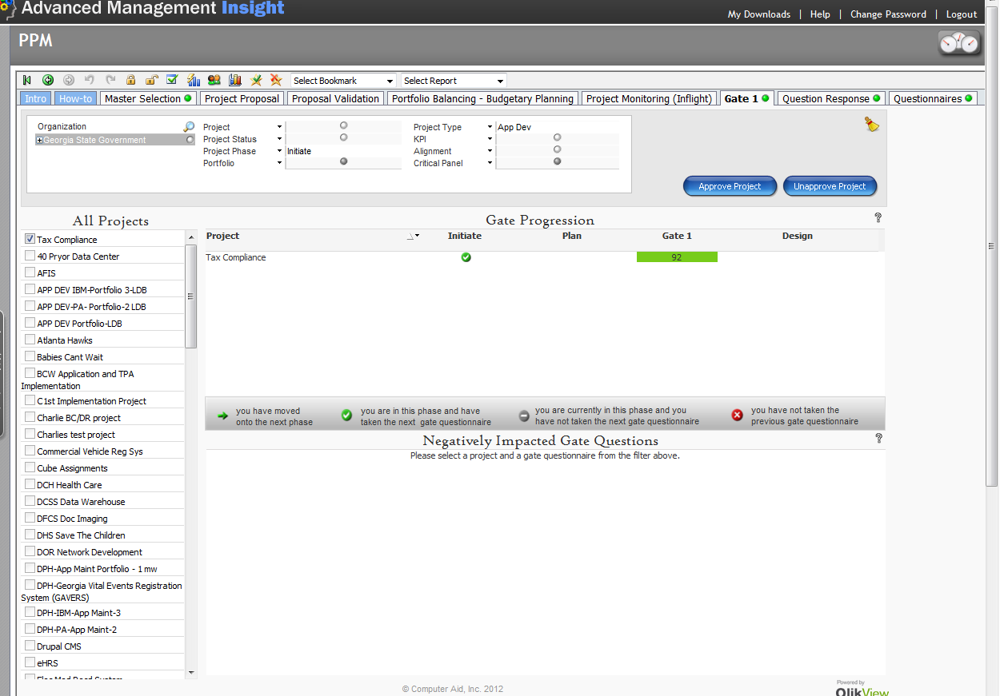 Advanced Management Insight
My Downloads | Help | Change Password | Logout
PPM
Select Bookmark Select Report
Intro How-to Master Selection Project Proposal Proposal Validation Portfolio Balancing - Budgetary Planning Project Monitoring (Inflight) Gate 1 Question Response Questionnaires
Organization
Georgia State Government
Project
Project Status
Project Phase Initiate
Portfolio
Project Type App Dev
KPI
Alignment
Critical Panel
Approve Project Unapprove Project
All Projects
Tax Compliance
40 Pryor Data Center
AFIS
APP DEV IBM-Portfolio 3-LDB
APP DEV-PA- Portfolio-2 LDB
APP DEV Portfolio-LDB
Atlanta Hawks
Babies Cant Wait
BCW Application and TPA
Implementation
C1st Implementation Project
Charlie BC/DR project
Charlies test project
Commercial Vehicle Reg Sys
Cube Assignments
DCH Health Care
DCSS Data Warehouse
DFCS Doc Imaging
DHS Save The Children
DOR Network Development
DPH-App Maint Portfolio - 1 mw
DPH-Georgia Vital Events Registration
System (GAVERS)
DPH-IBM-App Maint-3
DPH-PA-App Maint-2
Drupal CMS
eHRS
Gate Progression
?
Project Initiate Plan Gate 1 Design
Tax Compliance 92
you have moved
onto the next phase
you are in this phase and have
taken the next gate questionnaire
you are currently in this phase and you
have not taken the next gate questionnaire
you have not taken the
previous gate questionnaire
Negatively Impacted Gate Questions
?
Please select a project and a gate questionnaire from the filter above.
© Computer Aid, Inc. 2012
Powered by
QlikView